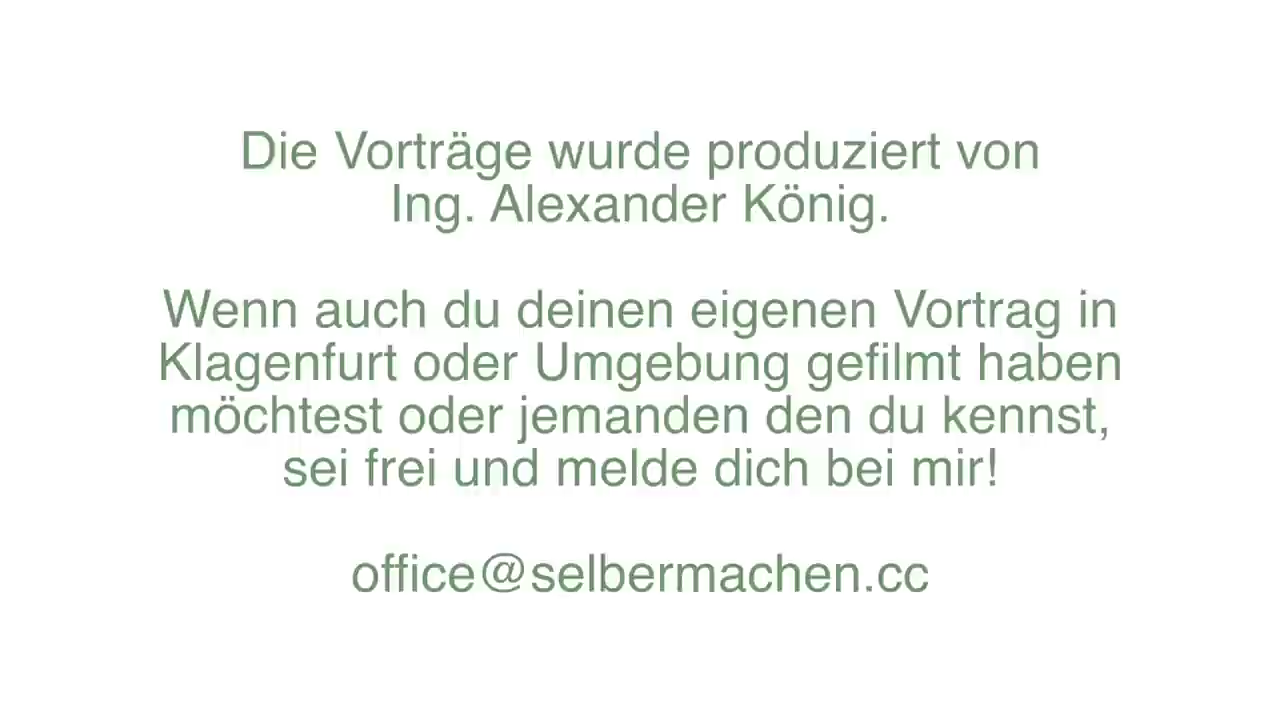 Die Vorträge wurde produziert von
Ing. Alexander König.
Wenn auch du deinen eigenen Vortrag in
Klagenfurt oder Umgebung gefilmt haben
möchtest oder jemanden den du kennst,
sei frei und melde dich bei mir!
office@selbermachen.cc